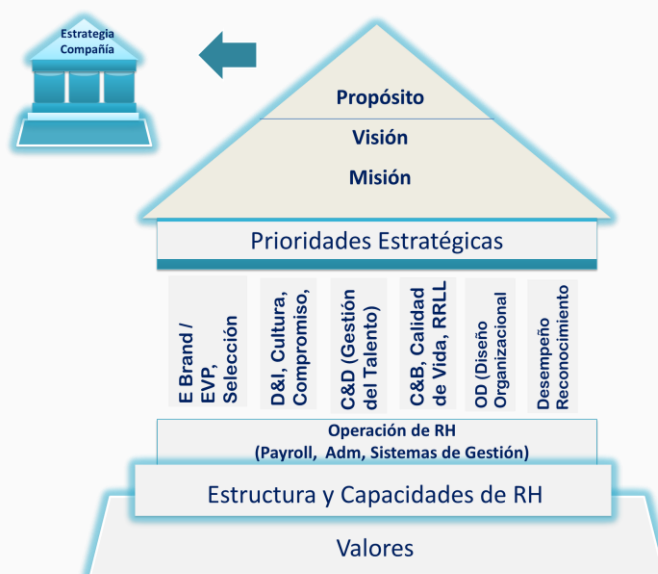 Estrategia
Compañía
Propósito
Visión
Misión
Prioridades Estratégicas
E Brand /
EVP,
Selección
D&I, Cultura,
Compromiso,
C&D (Gestión
del Talento)
C&B, Calidad
de Vida, RRLL
OD (Diseño
Organizacional
Desempeño
Reconocimiento
Operación de RH
(Payroll, Adm, Sistemas de Gestión)
Estructura y Capacidades de RH
Valores